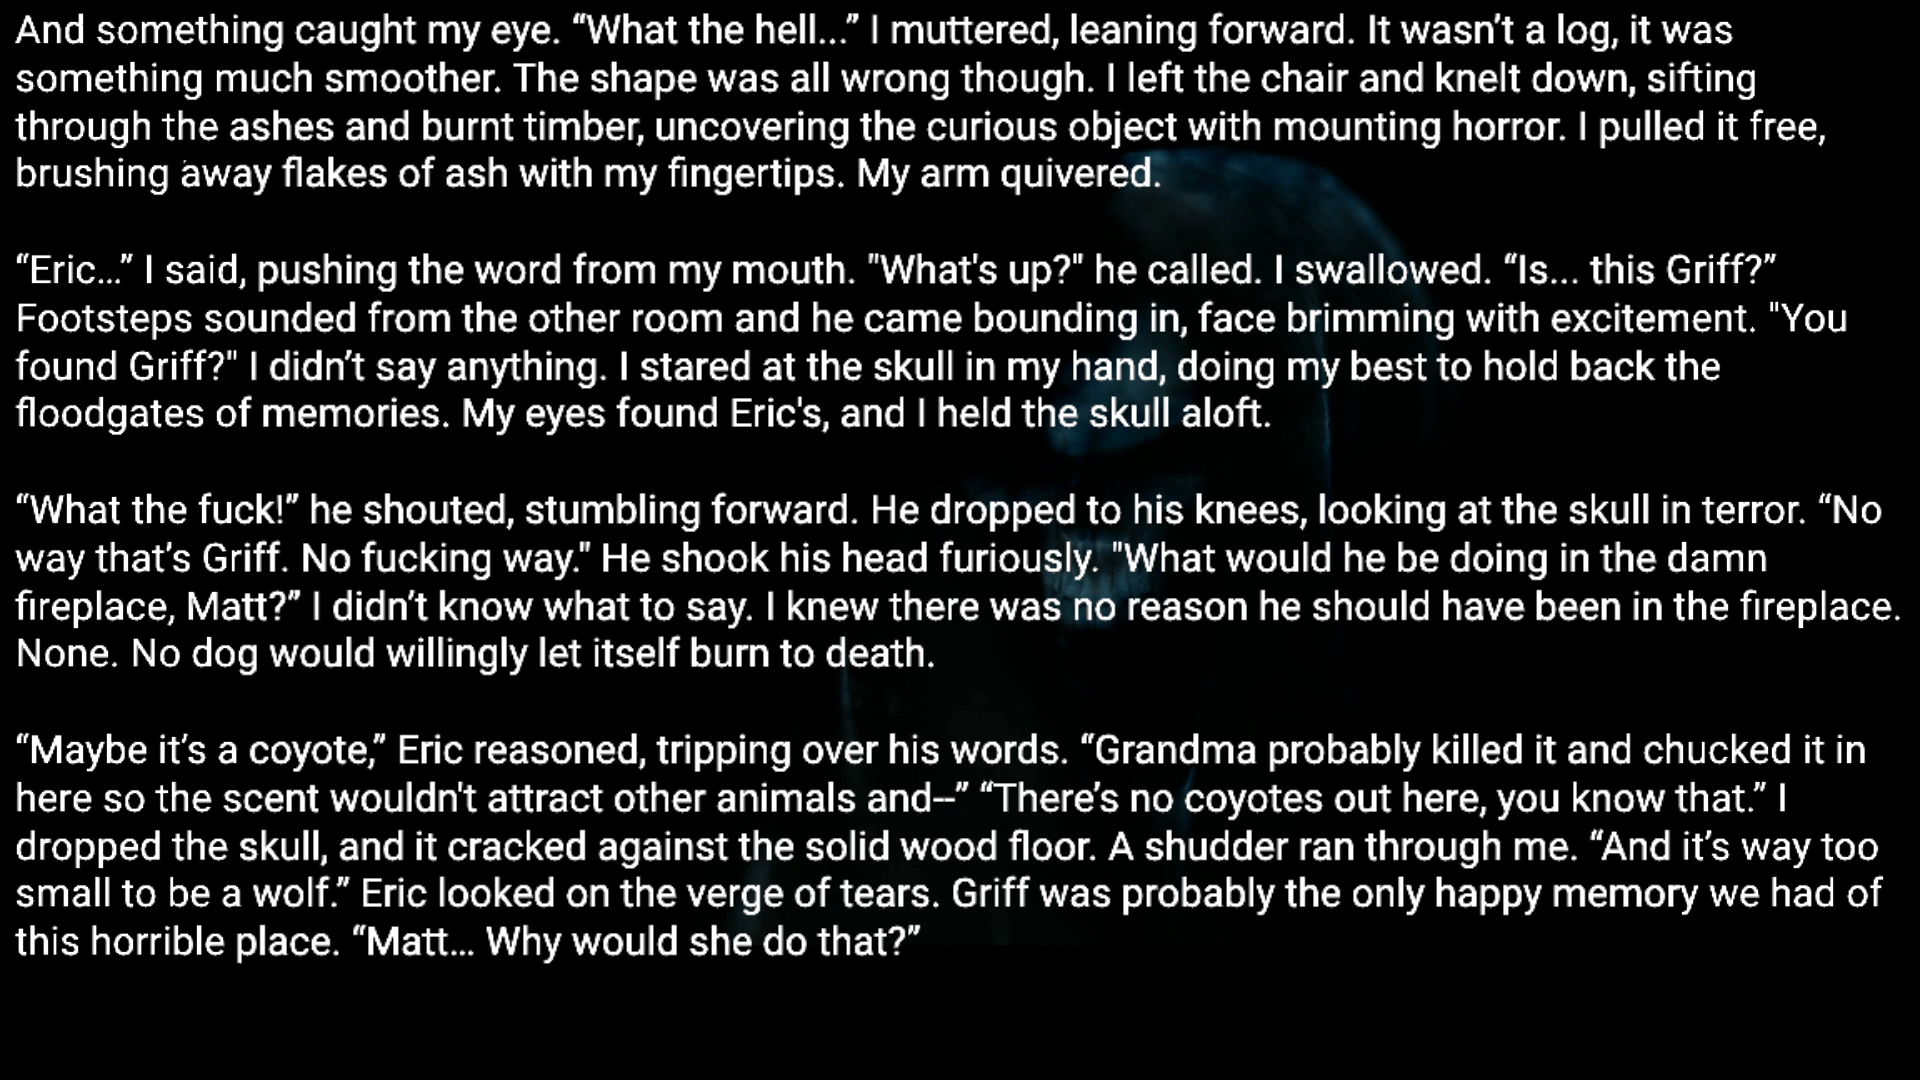 And something caught my eye. “What the hell...” I muttered, leaning forward. It wasn’t a log, it was
something much smoother. The shape was all wrong though. I left the chair and knelt down, sifting
through the ashes and burnt timber, uncovering the curious object with mounting horror. I pulled it free,
brushing away flakes of ash with my fingertips. My arm quivered.
“Eric…” I said, pushing the word from my mouth. "What's up?" he called. I swallowed. “Is... this Griff?”
Footsteps sounded from the other room and he came bounding in, face brimming with excitement. "You
found Griff?" I didn’t say anything. I stared at the skull in my hand, doing my best to hold back the
floodgates of memories. My eyes found Eric's, and I held the skull aloft.
“What the fuck!” he shouted, stumbling forward. He dropped to his knees, looking at the skull in terror. “No
way that’s Griff. No fucking way." He shook his head furiously. "What would he be doing in the damn
fireplace, Matt?” I didn’t know what to say. I knew there was no reason he should have been in the fireplace.
None. No dog would willingly let itself burn to death.
“Maybe it’s a coyote,” Eric reasoned, tripping over his words. “Grandma probably killed it and chucked it in
here so the scent wouldn't attract other animals and--” “There’s no coyotes out here, you know that.” I
dropped the skull, and it cracked against the solid wood floor. A shudder ran through me. “And it’s way too
small to be a wolf.” Eric looked on the verge of tears. Griff was probably the only happy memory we had of
this horrible place. “Matt… Why would she do that?”